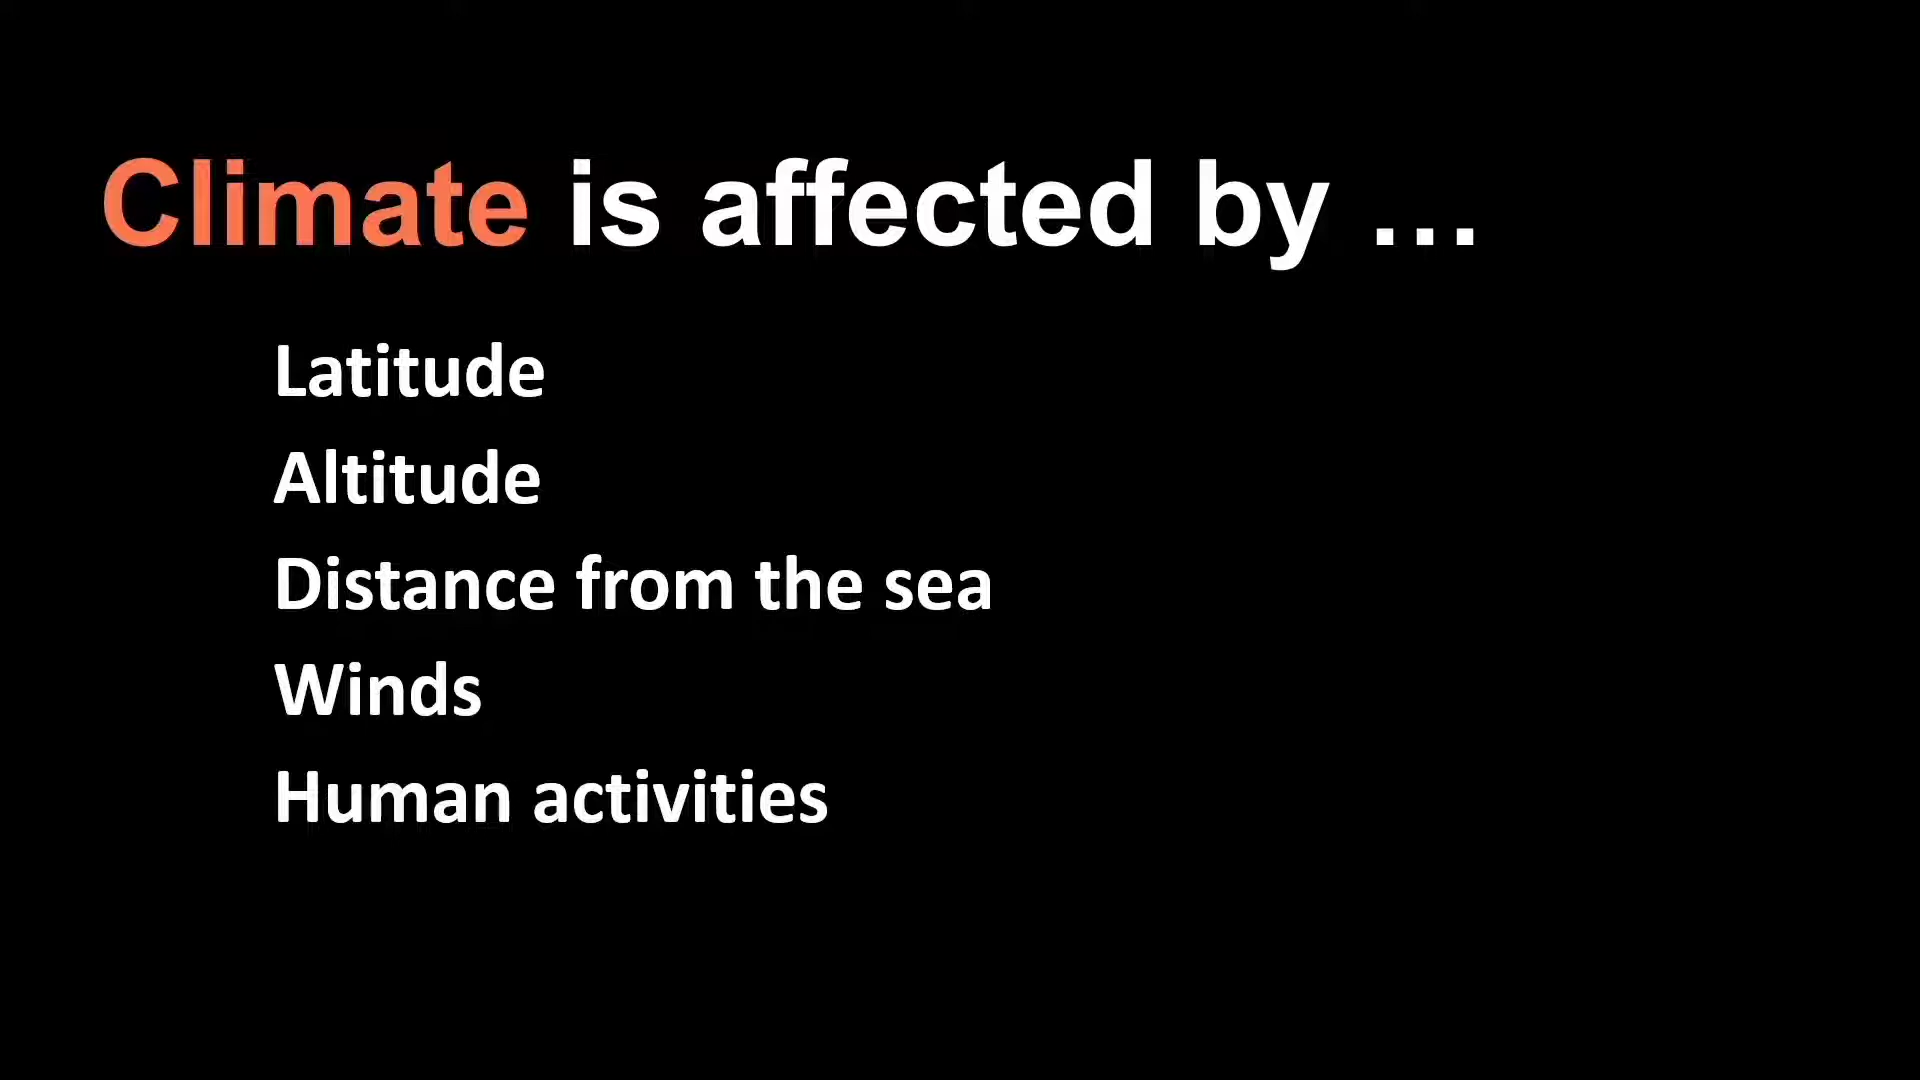 Climate is affected by …
Latitude
Altitude
Distance from the sea
Winds
Human activities